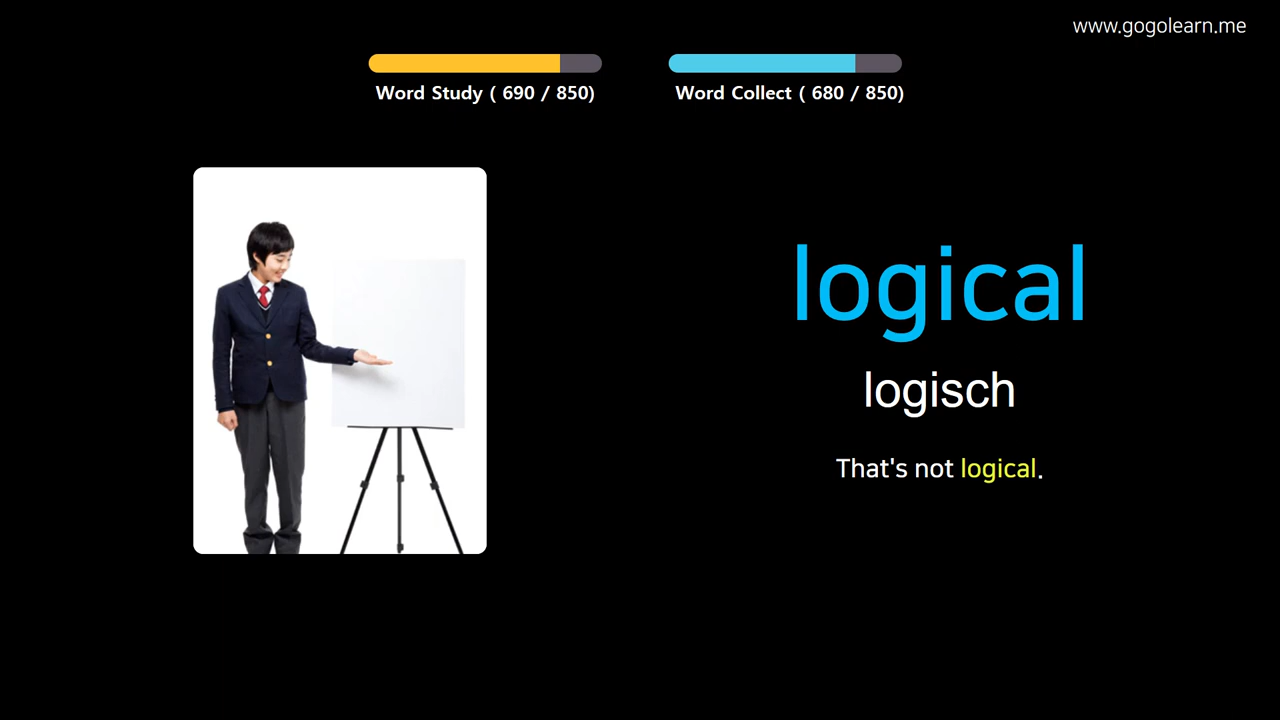 www.gogolearn.me
Word Study ( 690 / 850)
Word Collect ( 680 / 850)
logical
logisch
That's not logical.